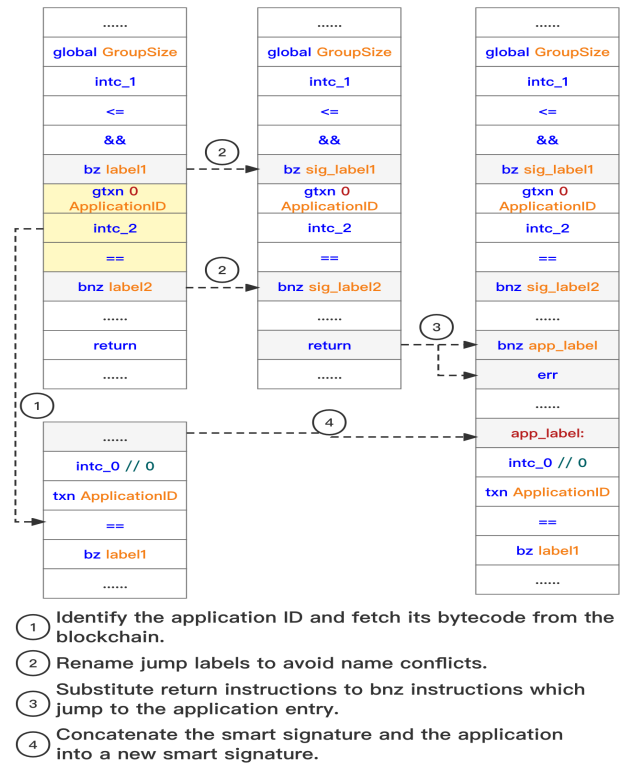 ......
global GroupSize
intc_1
<=
&&
bz label1
gtxn 0
ApplicationID
intc_2
==
bnz label2
......
return
......
1
......
intc_0 // 0
txn ApplicationID
==
bz label1
......
2
2
......
global GroupSize
intc_1
<=
&&
bz sig_label1
gtxn 0
ApplicationID
intc_2
==
bnz sig_label2
......
return
......
3
4
......
global GroupSize
intc_1
<=
&&
bz sig_label1
gtxn 0
ApplicationID
intc_2
==
bnz sig_label2
......
bnz app_label
err
......
app_label:
intc_0 // 0
txn ApplicationID
==
bz label1
......
1 Identify the application ID and fetch its bytecode from the
blockchain.
2 Rename jump labels to avoid name conflicts.
3 Substitute return instructions to bnz instructions which
jump to the application entry.
4 Concatenate the smart signature and the application
into a new smart signature.